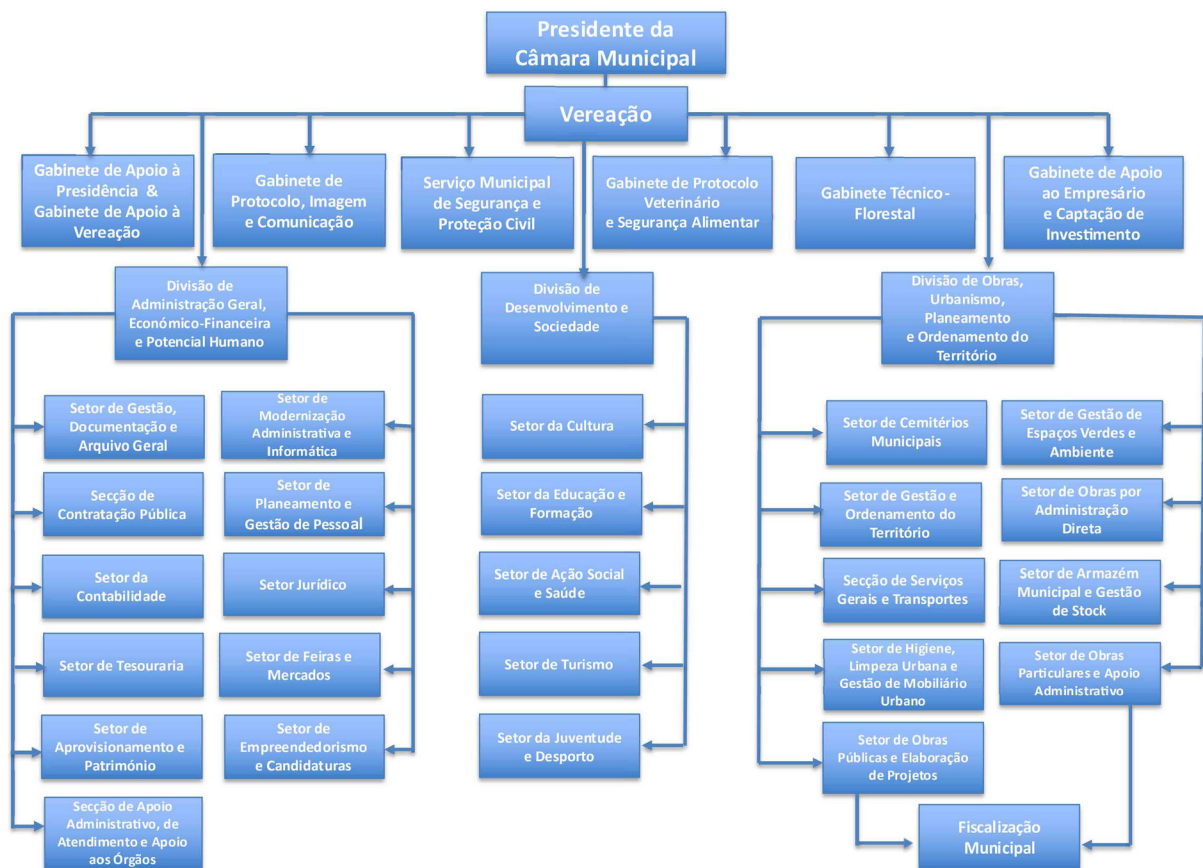 Presidente da
Câmara Municipal
Vereação
Gabinete de Apoio à
Presidência & 
Gabinete de Apoio à
Vereação
Gabinete de
Protocolo, Imagem
e Comunicação
Serviço Municipal
de Segurança e
Proteção Civil
Gabinete de Protocolo
Veterinário
e Segurança Alimentar
Gabinete Técnico-
Florestal
Gabinete de Apoio
ao Empresário
e Captação de
Investimento
Divisão de
Administração Geral,
Económico-Financeira
e Potencial Humano
Divisão de
Desenvolvimento e
Sociedade
Divisão de Obras,
Urbanismo,
Planeamento
e Ordenamento do
Território
Setor de Gestão,
Documentação e
Arquivo Geral
Setor de
Modernização
Administrativa e
Informática
Secção de
Contratação Pública
Setor de
Planeamento e
Gestão de Pessoal
Setor da
Contabilidade
Setor Jurídico
Setor de Tesouraria
Setor de Feiras e
Mercados
Setor de
Aprovisionamento e
Património
Setor de
Empreendedorismo
e Candidaturas
Secção de Apoio
Administrativo, de
Atendimento e Apoio
aos Órgãos
Setor da Cultura
Setor da Educação e
Formação
Setor de Ação Social
e Saúde
Setor de Turismo
Setor da Juventude
e Desporto
Setor de Cemitérios
Municipais
Setor de Gestão de
Espaços Verdes e
Ambiente
Setor de Gestão e
Ordenamento do
Território
Setor de Obras por
Administração
Direta
Secção de Serviços
Gerais e Transportes
Setor de Armazém
Municipal e Gestão
de Stock
Setor de Higiene,
Limpeza Urbana e
Gestão de Mobiliário
Urbano
Setor de Obras
Particulares e Apoio
Administrativo
Setor de Obras
Públicas e Elaboração
de Projetos
Fiscalização
Municipal